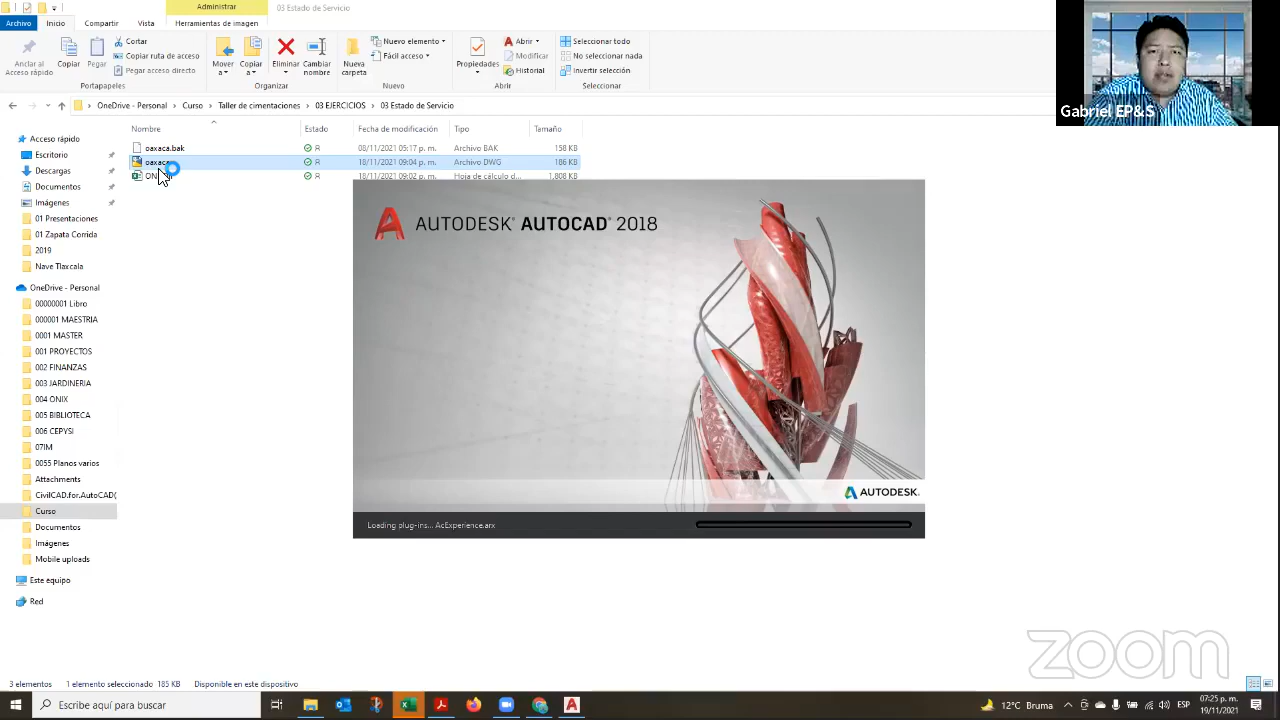 Administrar
03 Estado de Servicio
Archivo
Inicio
Compartir
Vista
Herramientas de imagen
Anclar al
Acceso rápido
Copiar
Pegar
Cortar
Copiar ruta de acceso
Pegar acceso directo
Portapapeles
Mover
a
Copiar
a
Eliminar
Cambiar
nombre
Organizar
Nueva
carpeta
Nuevo elemento
Fácil acceso
Nuevo
Propiedades
Abrir
Modificar
Historial
Abrir
Seleccionar todo
No seleccionar nada
Invertir selección
Seleccionar
Gabriel EP&S
OneDrive - Personal > Curso > Taller de cimentaciones > 03 EJERCICIOS > 03 Estado de Servicio
Nombre Estado Fecha de modificación Tipo Tamaño
oaxaca.bak R 08/11/2021 05:17 p. m. Archivo BAK 158 KB
oaxaca R 18/11/2021 09:04 p. m. Archivo DWG 186 KB
R 18/11/2021 09:02 p. m. Hoja de cálculo d... 1,808 KB
Acceso rápido
Escritorio
Descargas
Documentos
Imágenes
01 Presentaciones
01 Zapata Corrida
2019
Nave Tlaxcala
OneDrive - Personal
00000001 Libro
000001 MAESTRIA
0001 MASTER
001 PROYECTOS
002 FINANZAS
003 JARDINERIA
004 ONIX
005 BIBLIOTECA
006 CEPYSI
07IM
0055 Planos varios
Attachments
CivilCAD.for.AutoCAD(
Curso
Documentos
Imágenes
Mobile uploads
Este equipo
Red
AUTODESK® AUTOCAD® 2018
AUTODESK.
Loading plug-ins... AcExperience.arx
zoom
3 elementos 1 elemento seleccionado 185 KB Disponible en este dispositivo
Escribe aquí para buscar
12°C Bruma
ESP
07:25 p. m.
19/11/2021